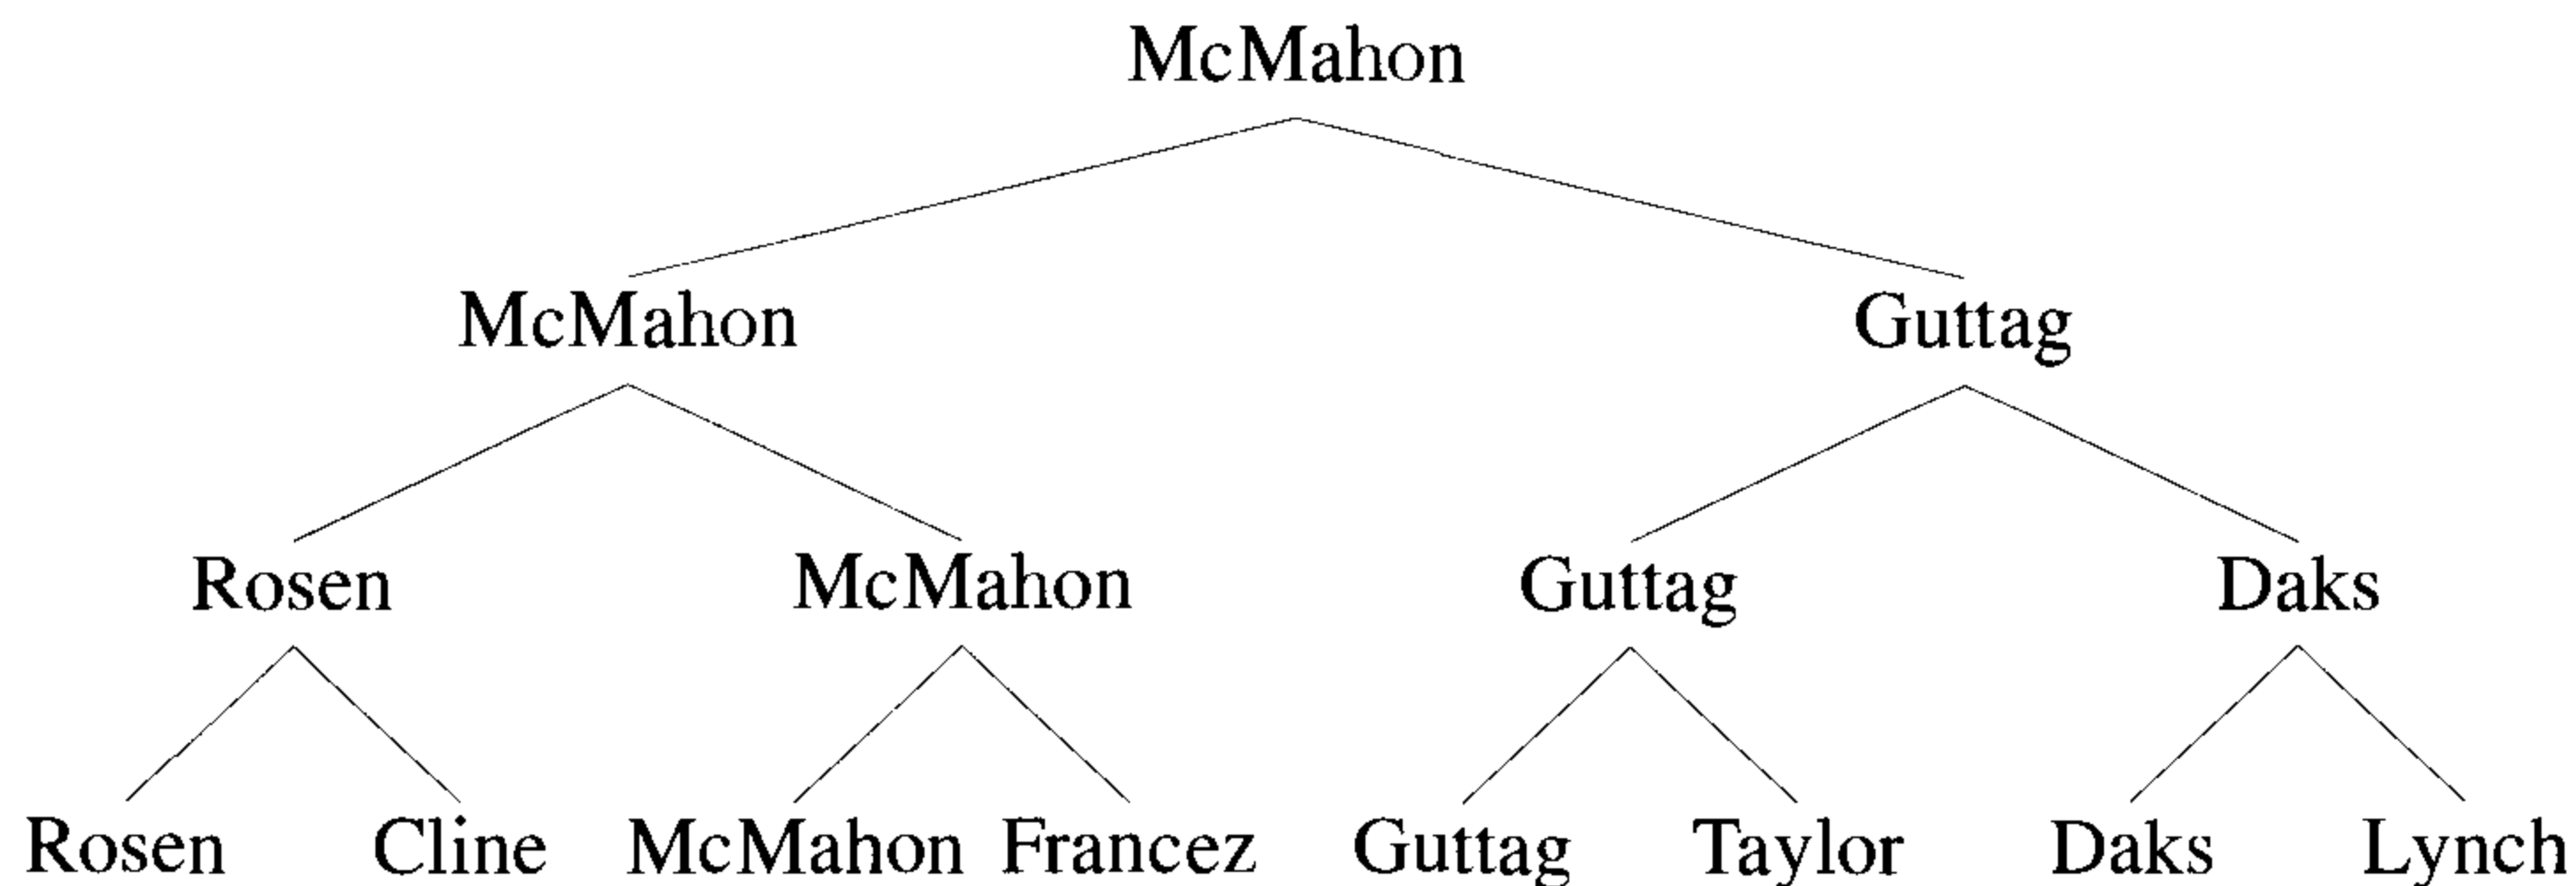 McMahon
McMahon Guttag
Rosen McMahon Guttag Daks
Rosen Cline McMahon Francez Guttag Taylor Daks Lynch